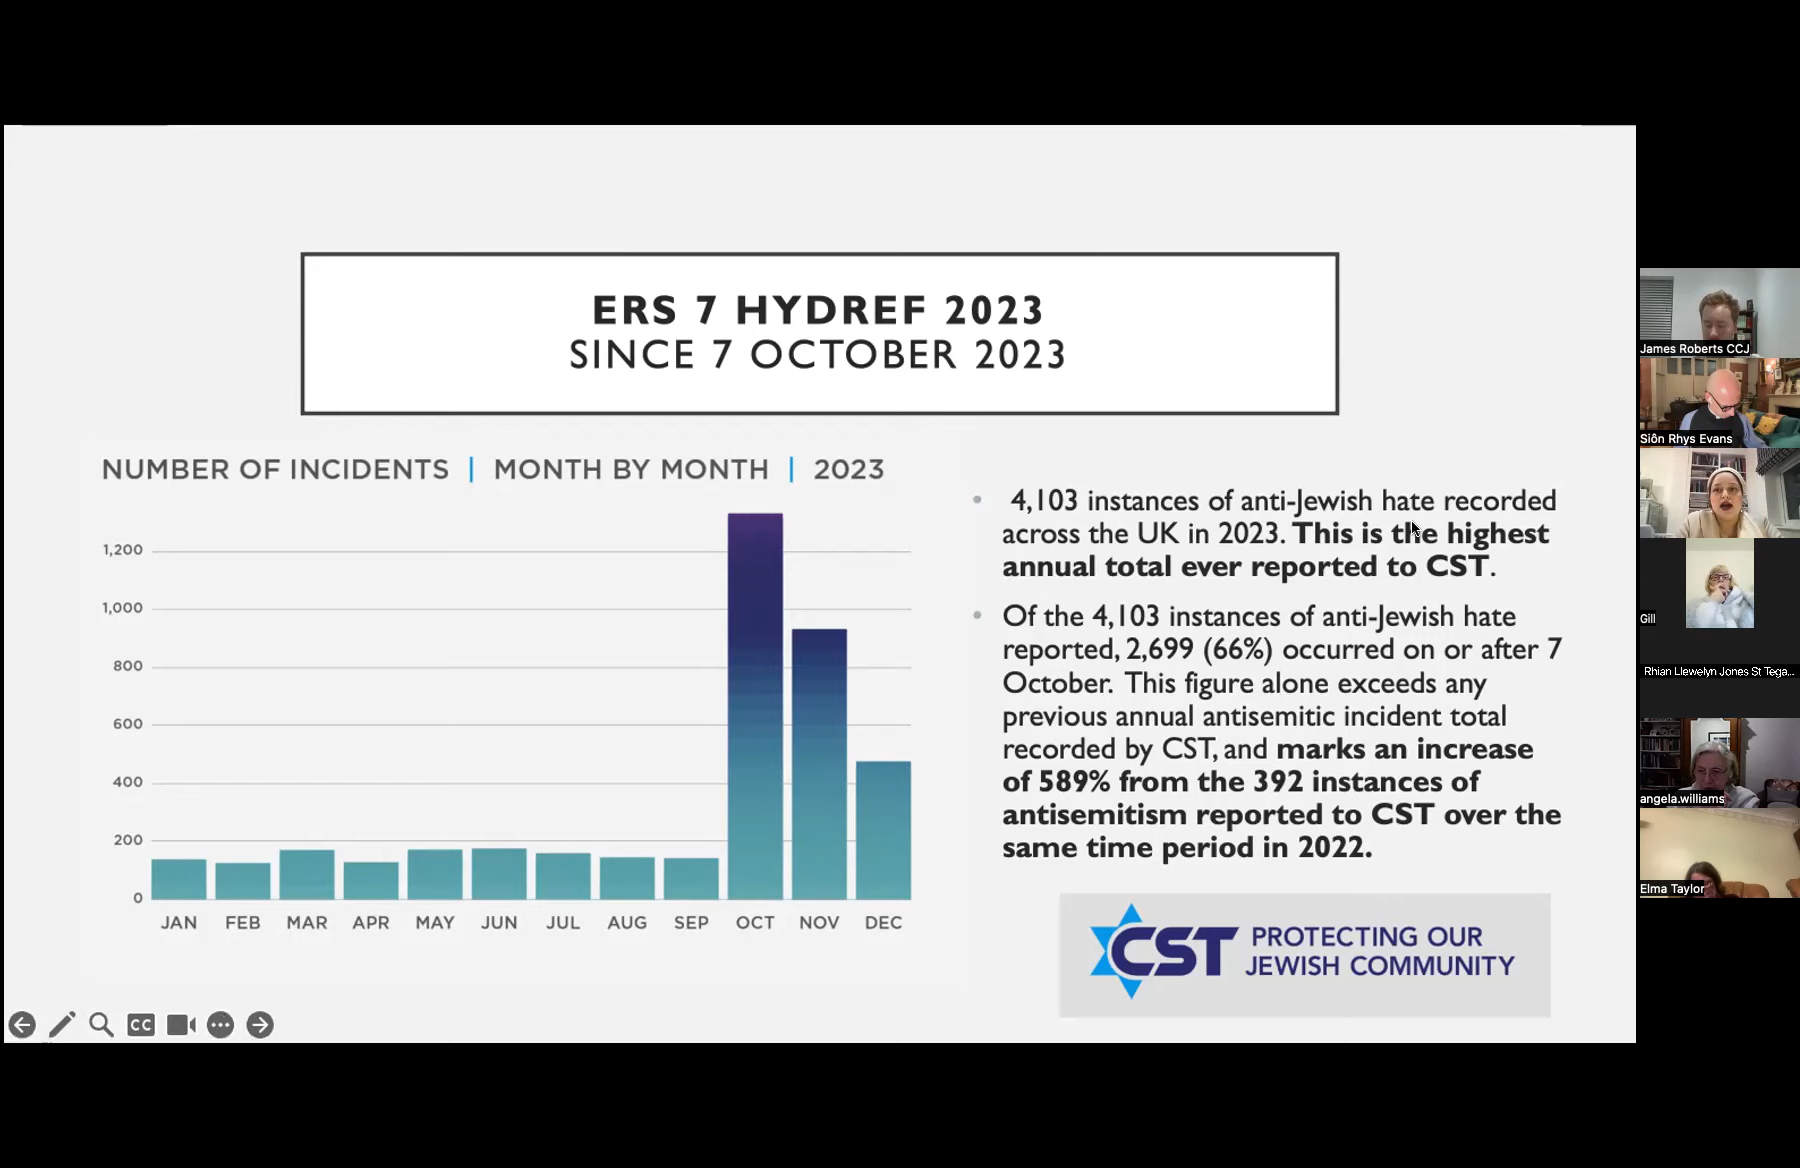 ERS 7 HYDREF 2023
SINCE 7 OCTOBER 2023
NUMBER OF INCIDENTS | MONTH BY MONTH | 2023
1,200
1,000
800
600
400
200
0
JAN FEB MAR APR MAY JUN JUL AUG SEP OCT NOV DEC
4,103 instances of anti-Jewish hate recorded
across the UK in 2023. This is the highest
annual total ever reported to CST.
Of the 4,103 instances of anti-Jewish hate
reported, 2,699 (66%) occurred on or after 7
October. This figure alone exceeds any
previous annual antisemitic incident total
recorded by CST, and marks an increase
of 589% from the 392 instances of
antisemitism reported to CST over the
same time period in 2022.
CST PROTECTING OUR
JEWISH COMMUNITY
CC
James Roberts CCJ
Siôn Rhys Evans
Gill
Rhian Llewelyn Jones St Tega...
angela.williams
Elma Taylor